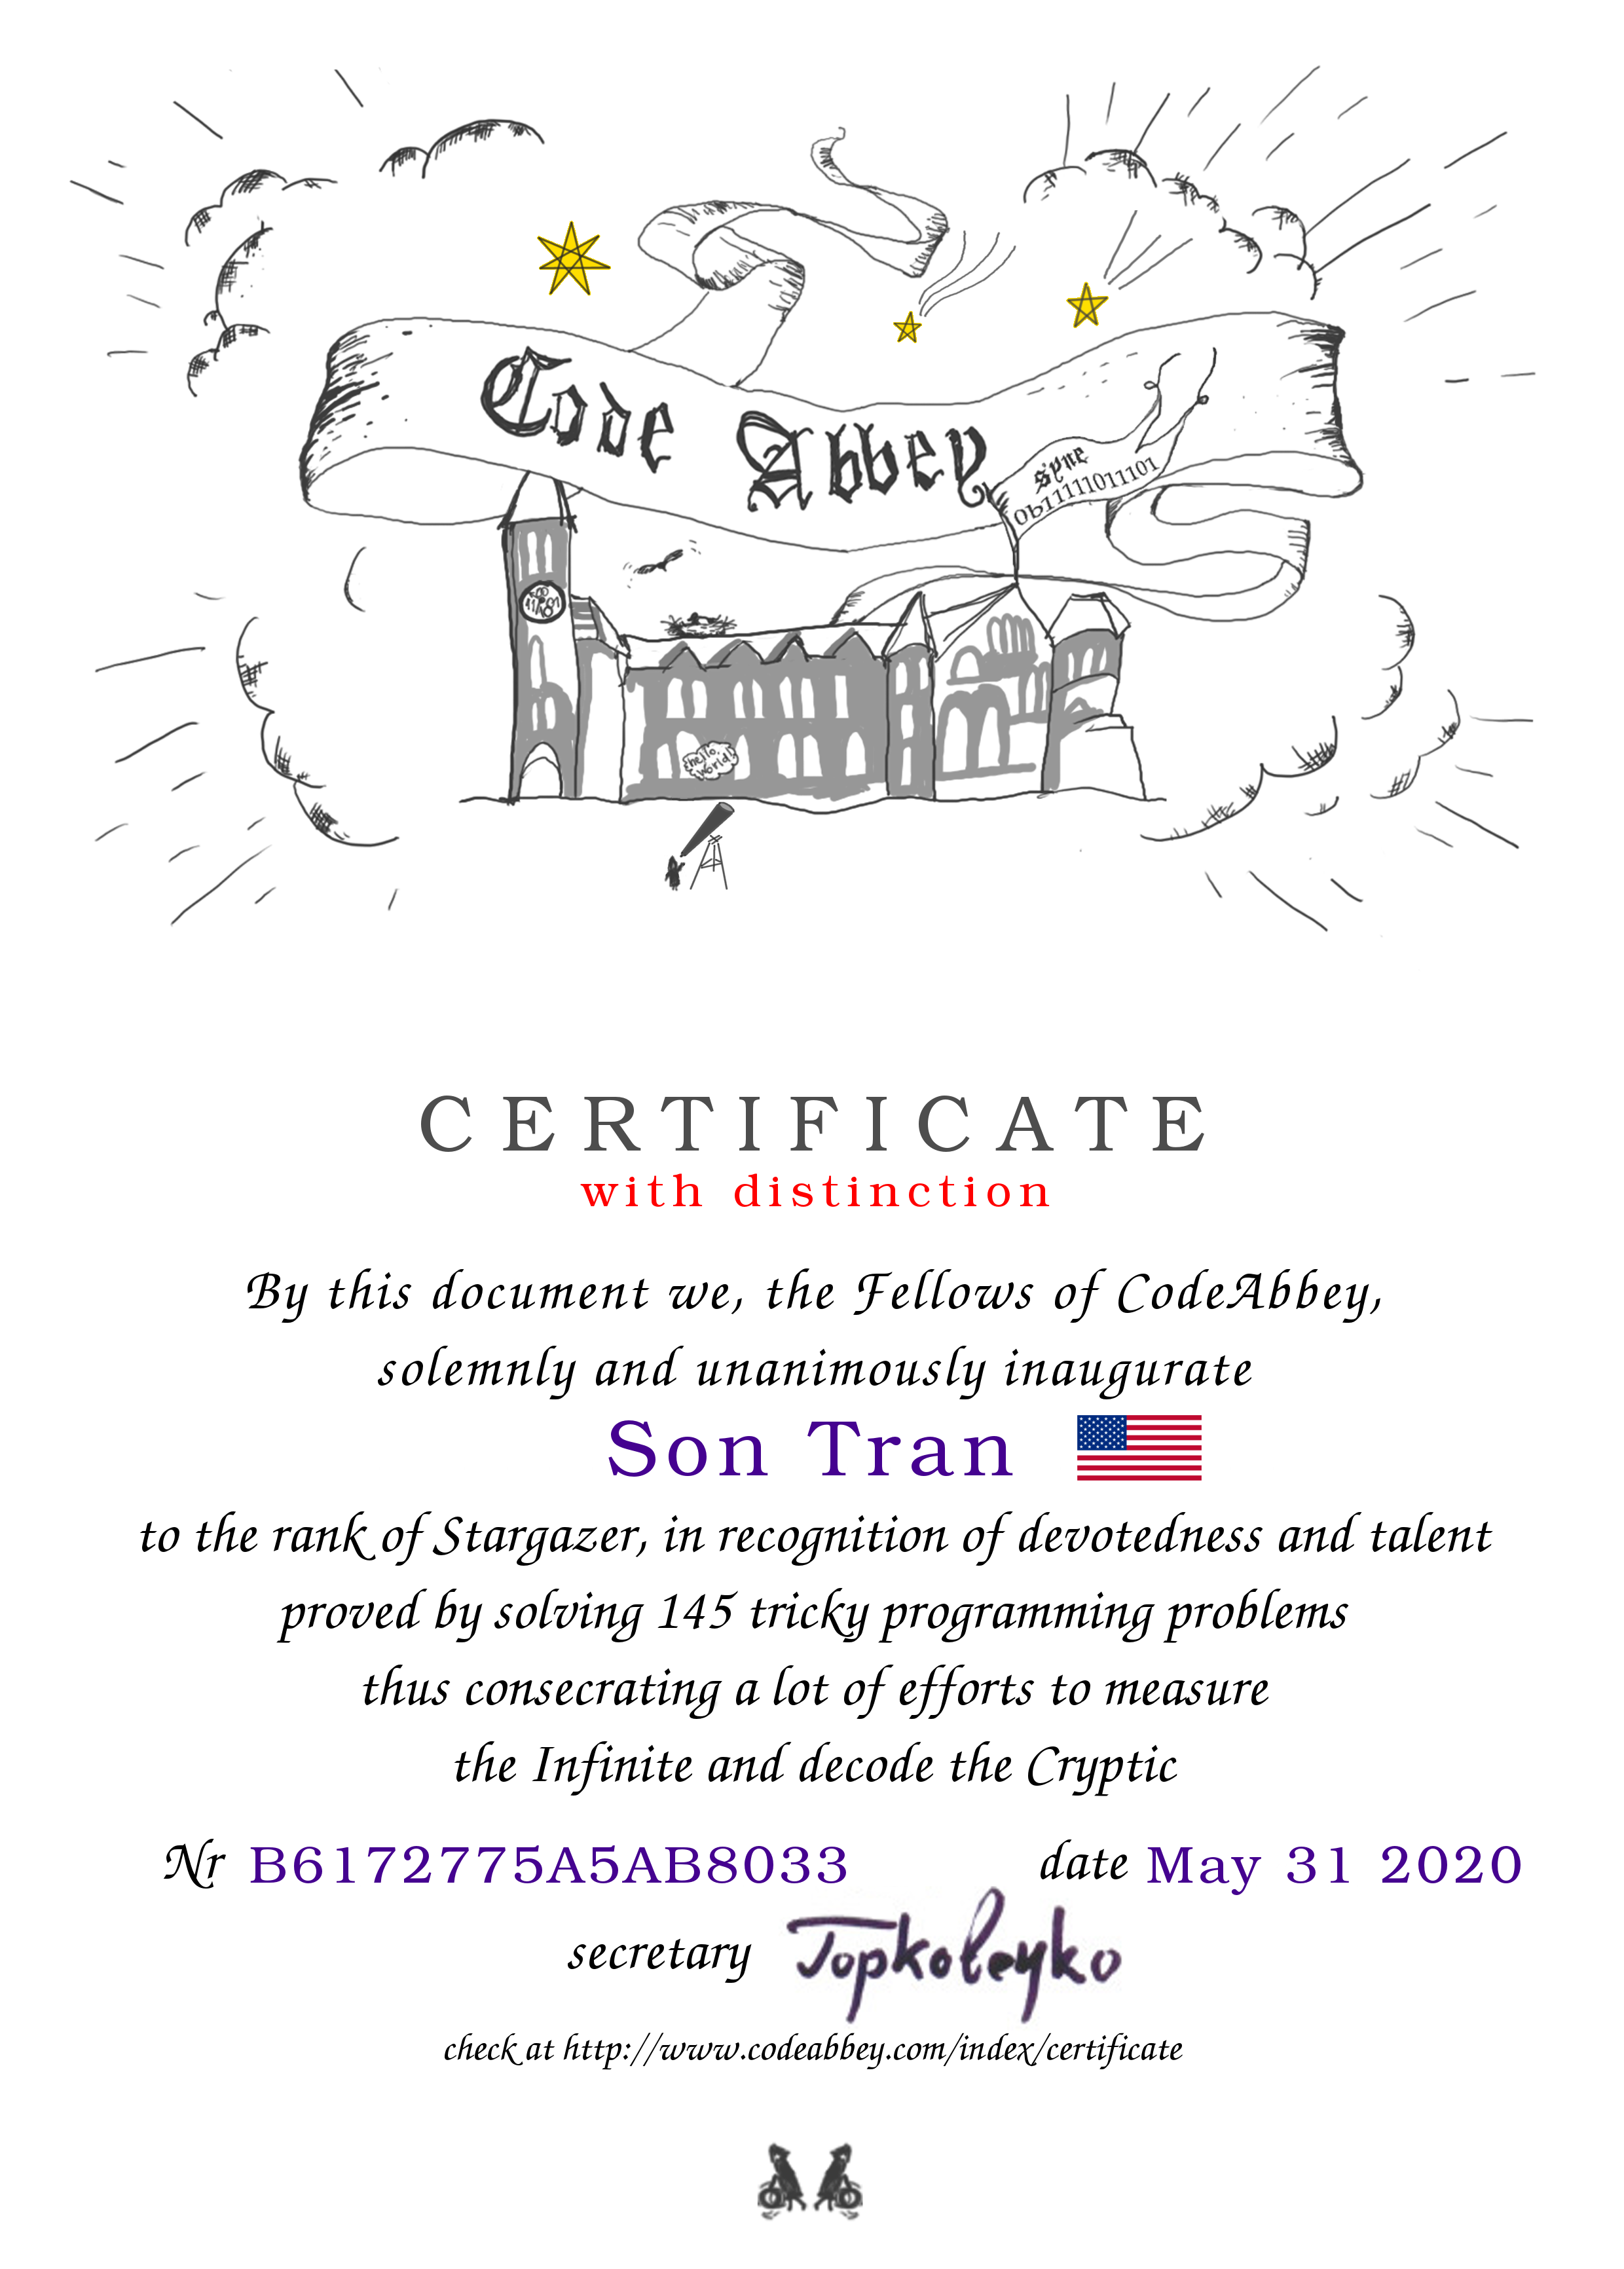 Code Abbey
syne
0b11111011101
hello,
world!
CERTIFICATE
with distinction
By this document we, the Fellows of CodeAbbey,
solemnly and unanimously inaugurate
Son Tran
to the rank of Stargazer, in recognition of devotedness and talent
proved by solving 145 tricky programming problems
thus consecrating a lot of efforts to measure
the Infinite and decode the Cryptic
Nr B6172775A5AB8033 date May 31 2020
secretary Topkoleyko
check at http://www.codeabbey.com/index/certificate